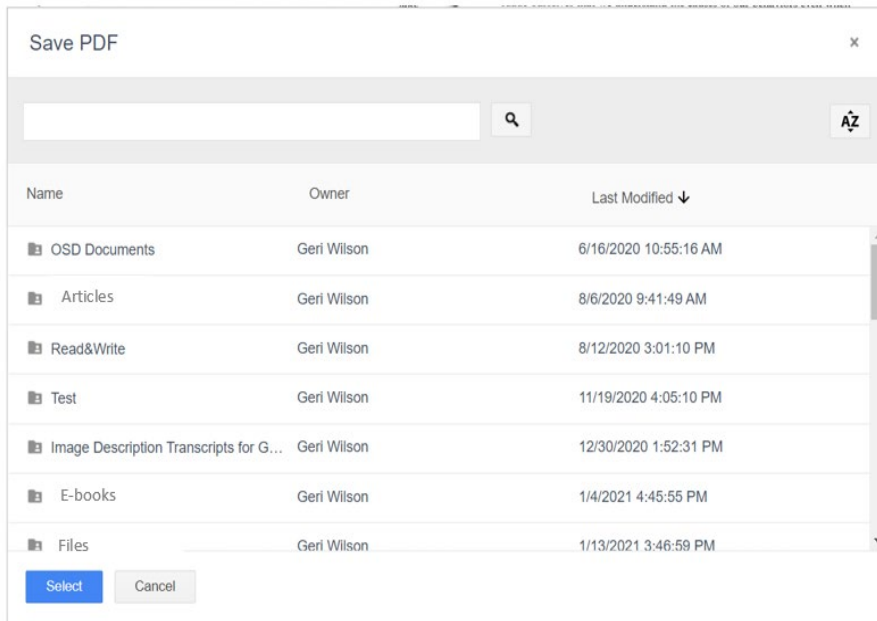 Save PDF ×
AZ
Name Owner Last Modified
OSD Documents Geri Wilson 6/16/2020 10:55:16 AM
Articles Geri Wilson 8/6/2020 9:41:49 AM
Read&Write Geri Wilson 8/12/2020 3:01:10 PM
Test Geri Wilson 11/19/2020 4:05:10 PM
Image Description Transcripts for G... Geri Wilson 12/30/2020 1:52:31 PM
E-books Geri Wilson 1/4/2021 4:45:55 PM
Files Geri Wilson 1/13/2021 3:46:59 PM
Select Cancel